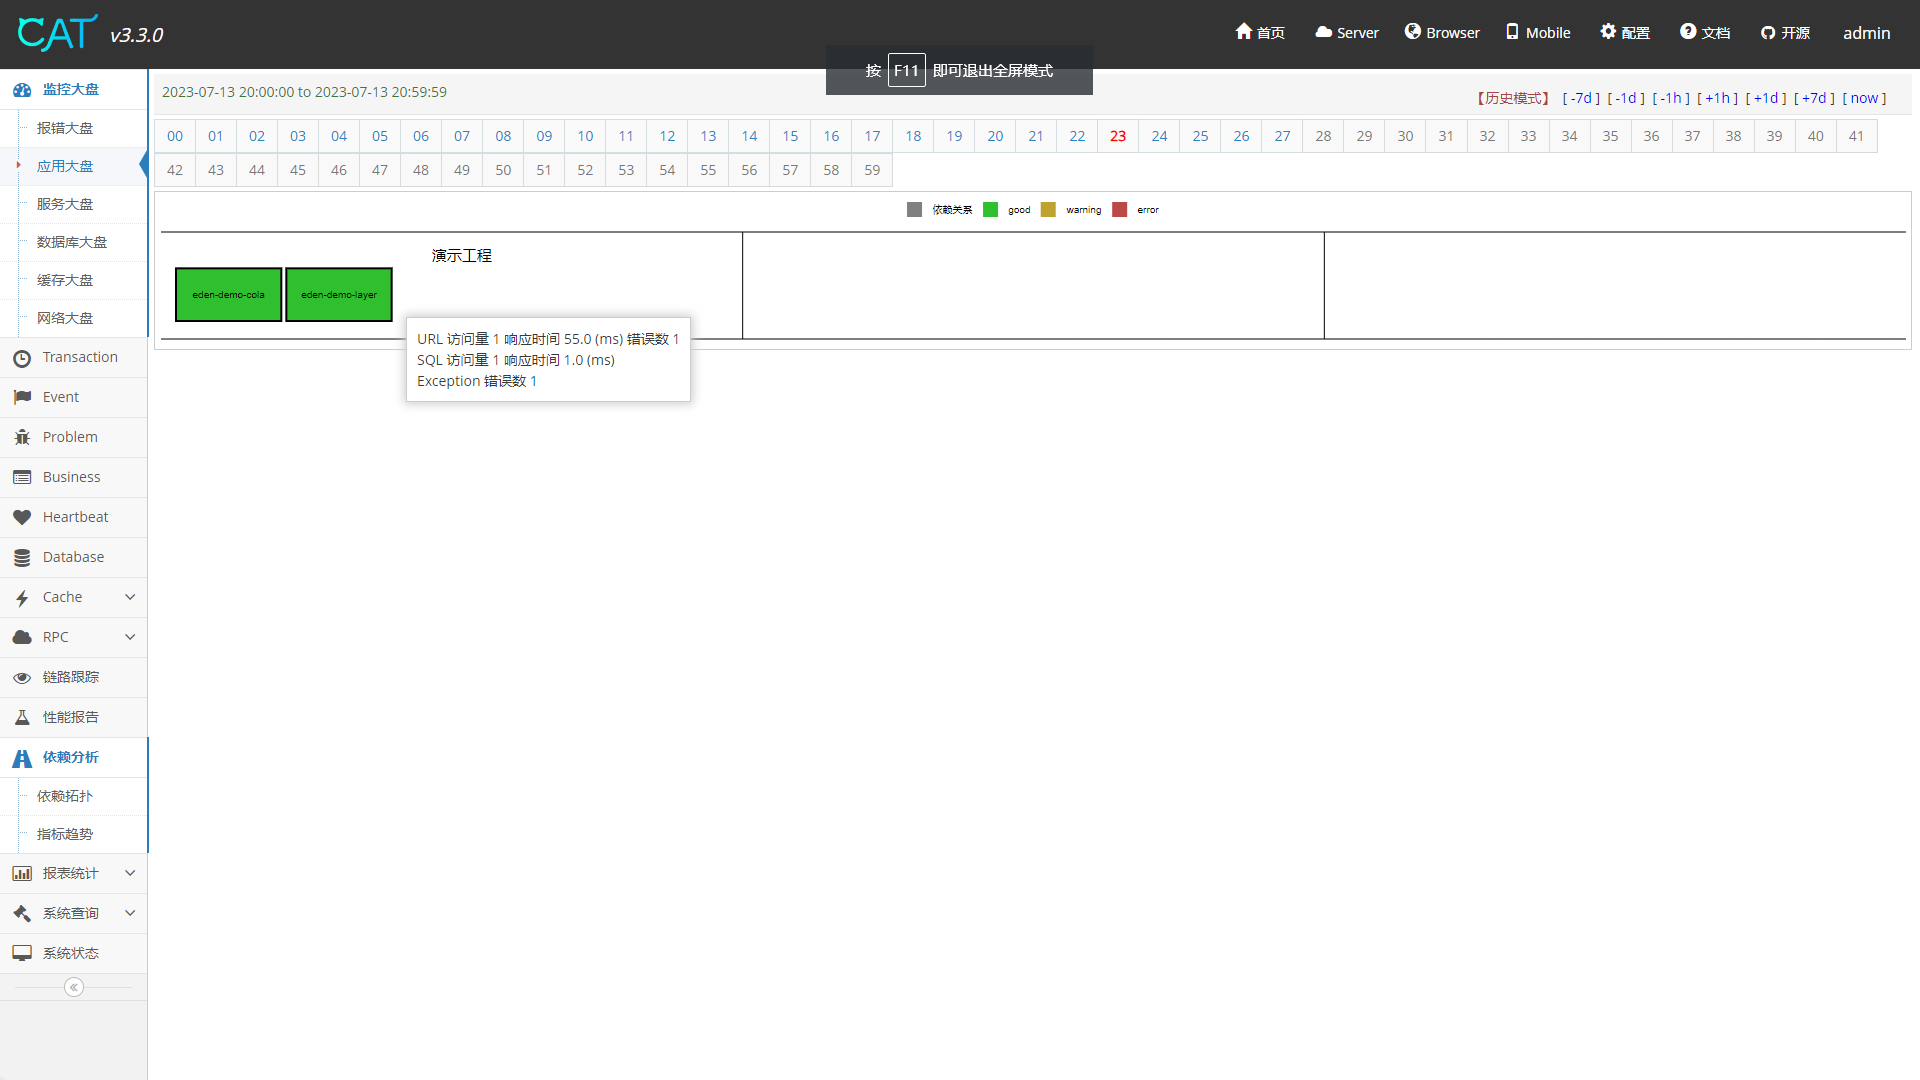 CAT v3.3.0
首页 Server Browser Mobile 配置 文档 开源 admin
按 F11 即可退出全屏模式
2023-07-13 20:00:00 to 2023-07-13 20:59:59
【历史模式】 [ -7d ] [ -1d ] [ -1h ] [ +1h ] [ +1d ] [ +7d ] [ now ]
00 01 02 03 04 05 06 07 08 09 10 11 12 13 14 15 16 17 18 19 20 21 22 23 24 25 26 27 28 29 30 31 32 33 34 35 36 37 38 39 40 41
42 43 44 45 46 47 48 49 50 51 52 53 54 55 56 57 58 59
依赖关系 good warning error
演示工程
eden-demo-cola eden-demo-layer
URL 访问量 1 响应时间 55.0 (ms) 错误数 1
SQL 访问量 1 响应时间 1.0 (ms)
Exception 错误数 1
监控大盘
报错大盘
应用大盘
服务大盘
数据库大盘
缓存大盘
网络大盘
Transaction
Event
Problem
Business
Heartbeat
Database
Cache
RPC
链路跟踪
性能报告
依赖分析
依赖拓扑
指标趋势
报表统计
系统查询
系统状态